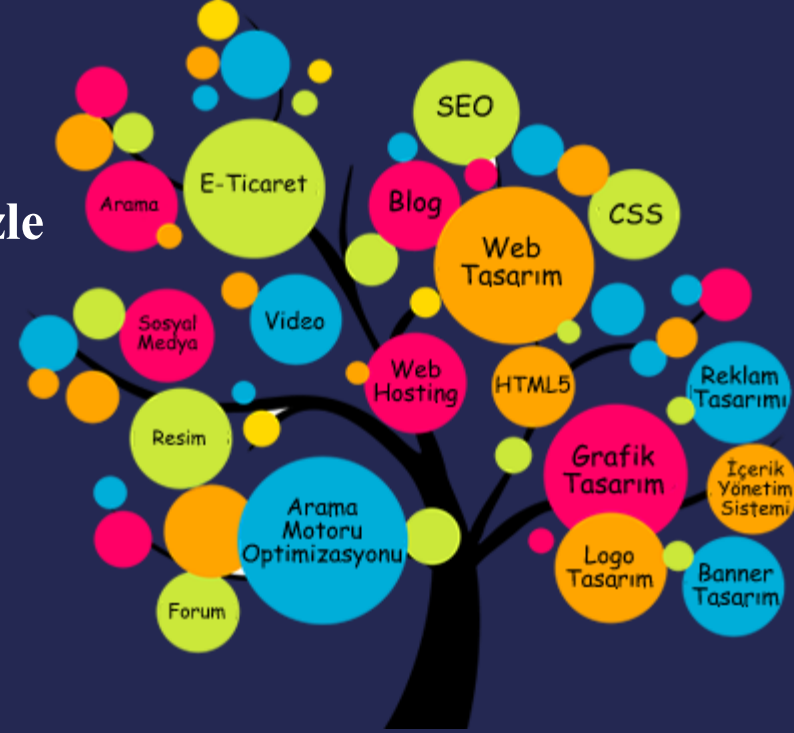 SEO
E-Ticaret
Arama
zle
Blog
CSS
Web
Tasarım
Sosyal
Medya
Video
Web
Hosting
HTML5
Reklam
Tasarımı
Resim
Grafik
Tasarım
İçerik
Yönetim
Sistemi
Arama
Motoru
Optimizasyonu
Logo
Tasarım
Banner
Tasarım
Forum